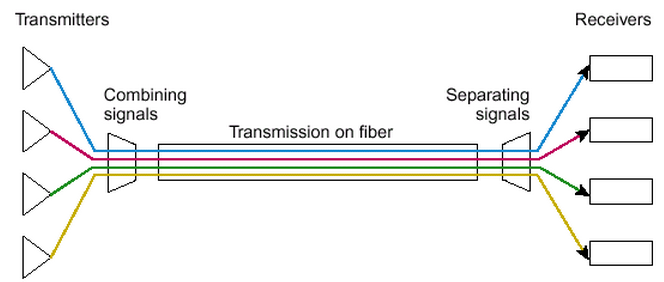 Transmitters
Receivers
Combining
signals
Separating
signals
Transmission on fiber